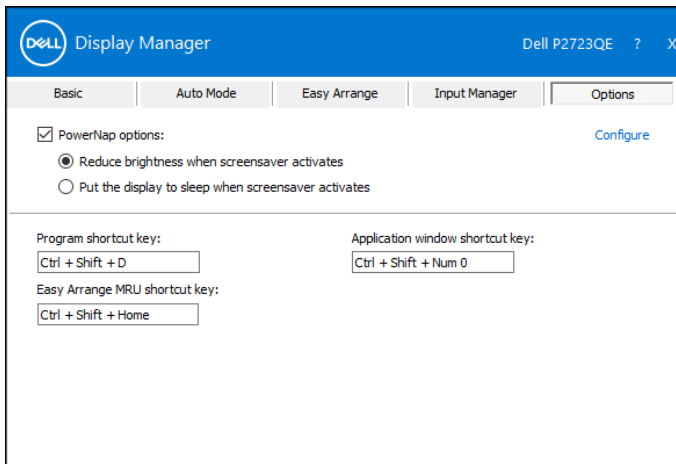 DELL Display Manager Dell P2723QE ? X
Basic Auto Mode Easy Arrange Input Manager Options
PowerNap options: Configure
Reduce brightness when screensaver activates
Put the display to sleep when screensaver activates
Program shortcut key: Application window shortcut key:
Ctrl + Shift + D Ctrl + Shift + Num 0
Easy Arrange MRU shortcut key:
Ctrl + Shift + Home